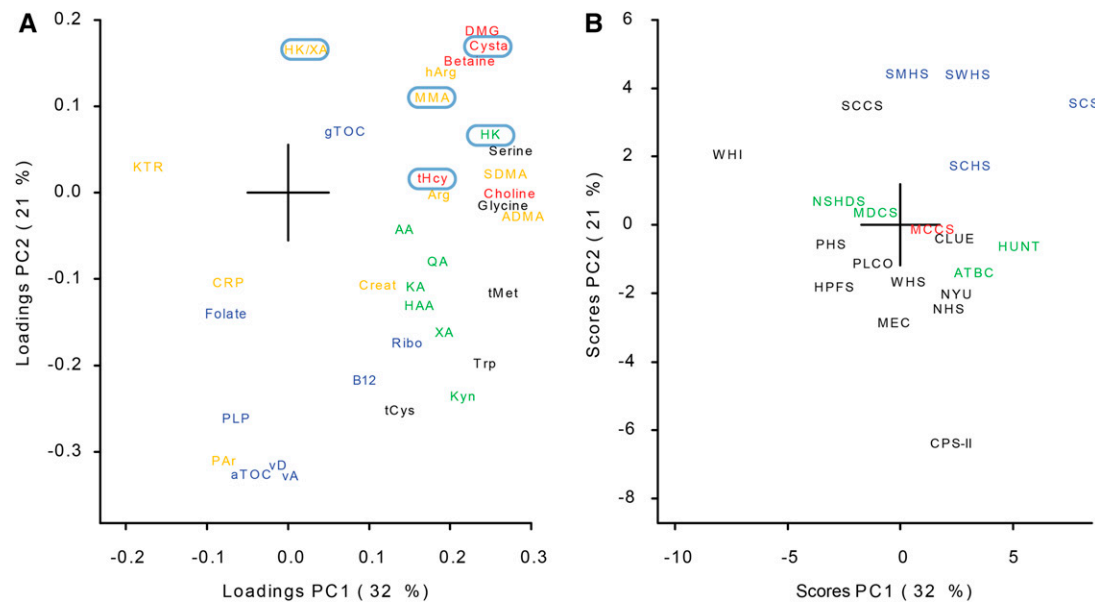 A
0.2
0.1
0.0
-0.1
-0.2
-0.3
Loadings PC2 ( 21 %)
-0.2
-0.1
0.0
0.1
0.2
0.3
Loadings PC1 ( 32 %)
DMG
HK/XA
Cysta
Betaine
hArg
MMA
gTOC
HK
Serine
KTR
tHcy
SDMA
Arg
Choline
Glycine
ADMA
AA
QA
CRP
Creat
KA
tMet
HAA
Folate
XA
Ribo
Trp
B12
Kyn
tCys
PLP
PAr
vD
aTOC
vA
B
6
4
2
0
-2
-4
-6
-8
Scores PC2 ( 21 %)
-10
-5
0
5
Scores PC1 ( 32 %)
SMHS
SWHS
SCCS
SCS
WHI
SCHS
NSHDS
MDCS
MCCS
CLUE
PHS
HUNT
PLCO
ATBC
HPFS
WHS
NYU
NHS
MEC
CPS-II